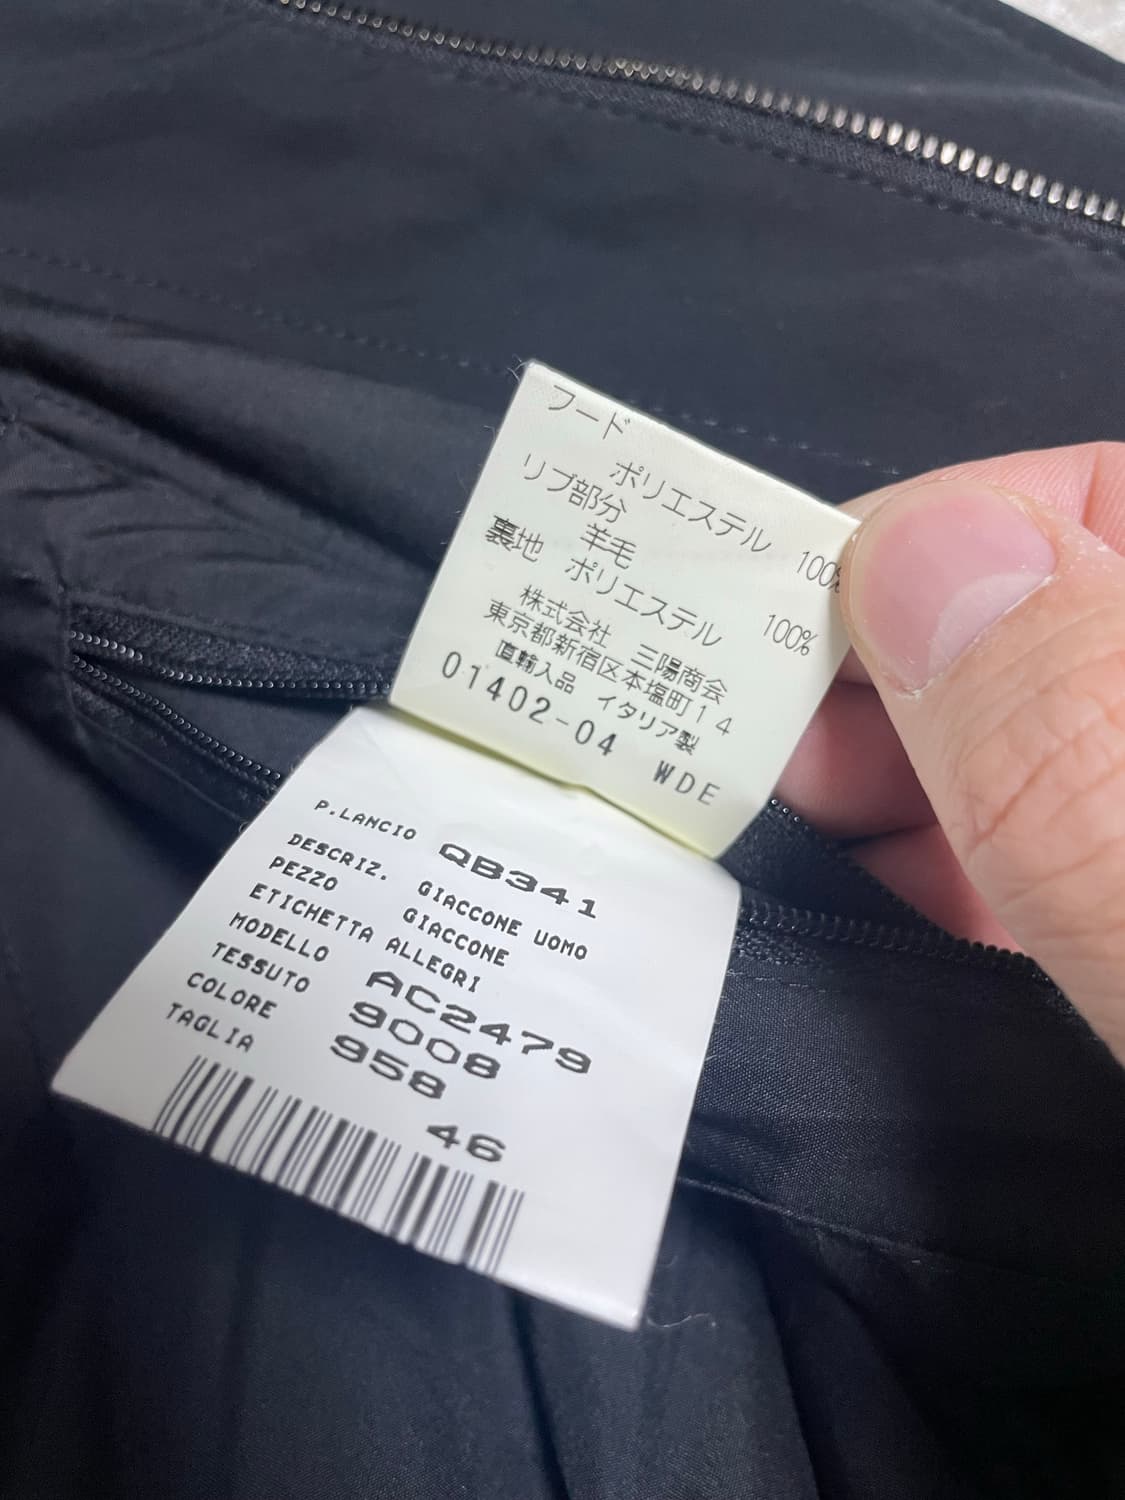 フード
ポリエステル 100%
リブ部分
羊毛 100%
裏地 ポリエステル
株式会社 三陽商会
東京都新宿区本塩町14
直輸入品 イタリア製
01402-04 WDE
P.LANCIO QB341
DESCRIZ. GIACCONE UOMO
PEZZO GIACCONE
ETICHETTA ALLEGRI
MODELLO AC2479
TESSUTO 9008
COLORE 958
TAGLIA 46